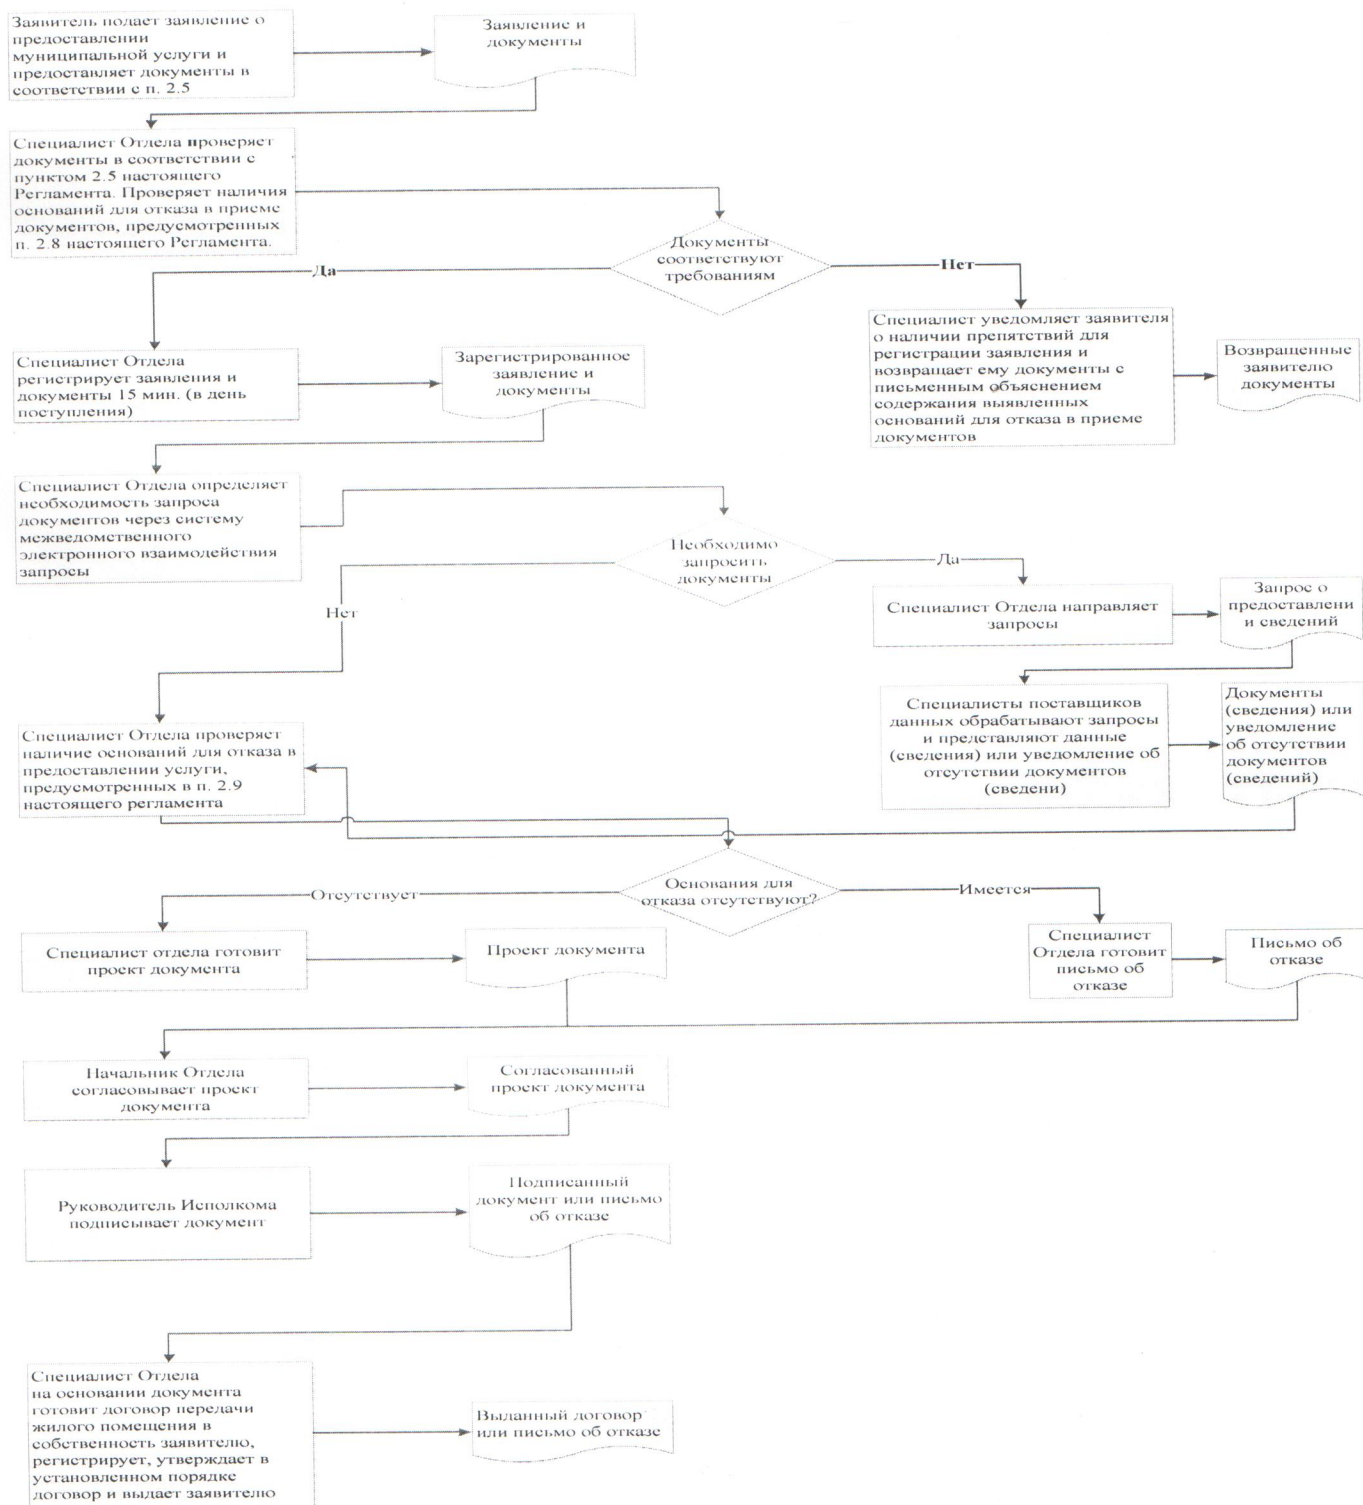 Заявитель подает заявление о
предоставлении
муниципальной услуги и
предоставляет документы в
соответствии с п. 2.5
Заявление и
документы
Специалист Отдела проверяет
документы в соответствии с
пунктом 2.5 настоящего
Регламента. Проверяет наличия
оснований для отказа в приеме
документов, предусмотренных
п. 2.8 настоящего Регламента.
Документы
соответствуют
требованиям
Да
Нет
Специалист Отдела
регистрирует заявления и
документы 15 мин. (в день
поступления)
Зарегистрированное
заявление и
документы
Специалист уведомляет заявителя
о наличии препятствий для
регистрации заявления и
возвращает ему документы с
письменным объяснением
содержания выявленных
оснований для отказа в приеме
документов
Возвращенные
заявителю
документы
Специалист Отдела определяет
необходимость запроса
документов через систему
межведомственного
электронного взаимодействия
запросы
Необходимо
запросить
документы
Да
Нет
Специалист Отдела направляет
запросы
Запрос о
предоставлени
и сведений
Специалисты поставщиков
данных обрабатывают запросы
и представляют данные
(сведения) или уведомление об
отсутствии документов
(сведени)
Документы
(сведения) или
уведомление
об отсутствии
документов
(сведений)
Специалист Отдела проверяет
наличие оснований для отказа в
предоставлении услуги,
предусмотренных в п. 2.9
настоящего регламента
Основания для
отказа отсутствуют?
Отсутствует
Имеется
Специалист отдела готовит
проект документа
Проект документа
Специалист
Отдела готовит
письмо об
отказе
Письмо об
отказе
Начальник Отдела
согласовывает проект
документа
Согласованный
проект документа
Руководитель Исполкома
подписывает документ
Подписанный
документ или письмо
об отказе
Специалист Отдела
на основании документа
готовит договор передачи
жилого помещения в
собственность заявителю,
регистрирует, утверждает в
установленном порядке
договор и выдает заявителю
Выданный договор
или письмо об отказе